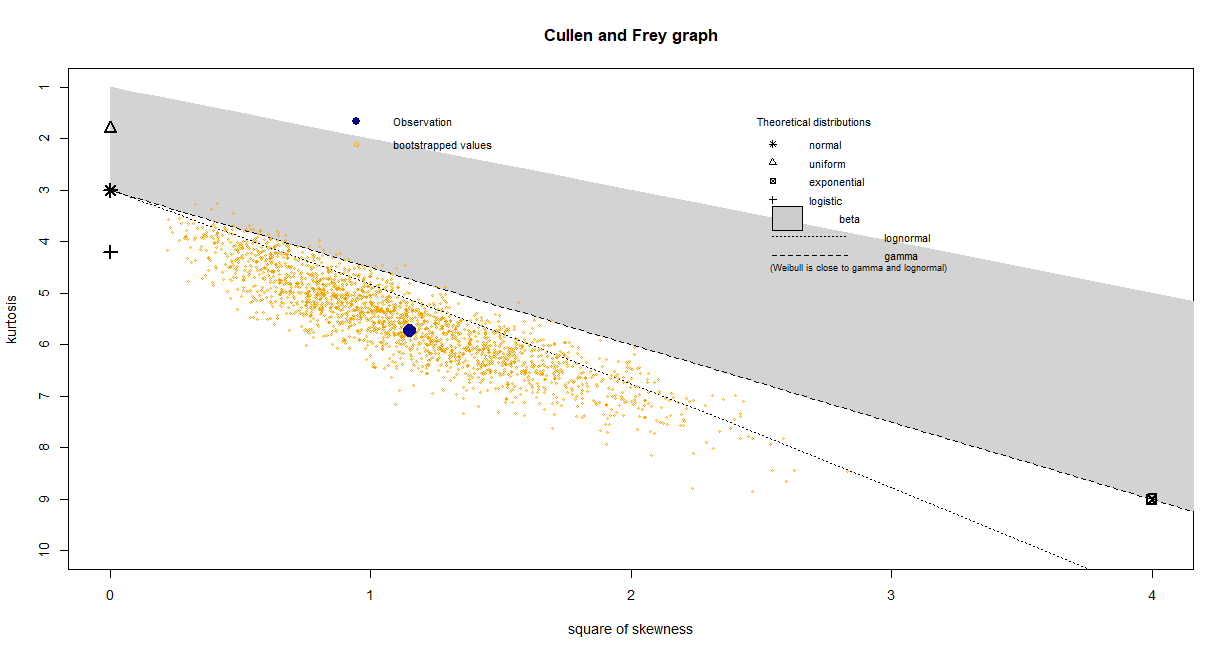 Cullen and Frey graph
Observation
bootstrapped values
Theoretical distributions
normal
uniform
exponential
logistic
beta
lognormal
gamma
(Weibull is close to gamma and lognormal)
kurtosis
1
2
3
4
5
6
7
8
9
10
0 1 2 3 4
square of skewness